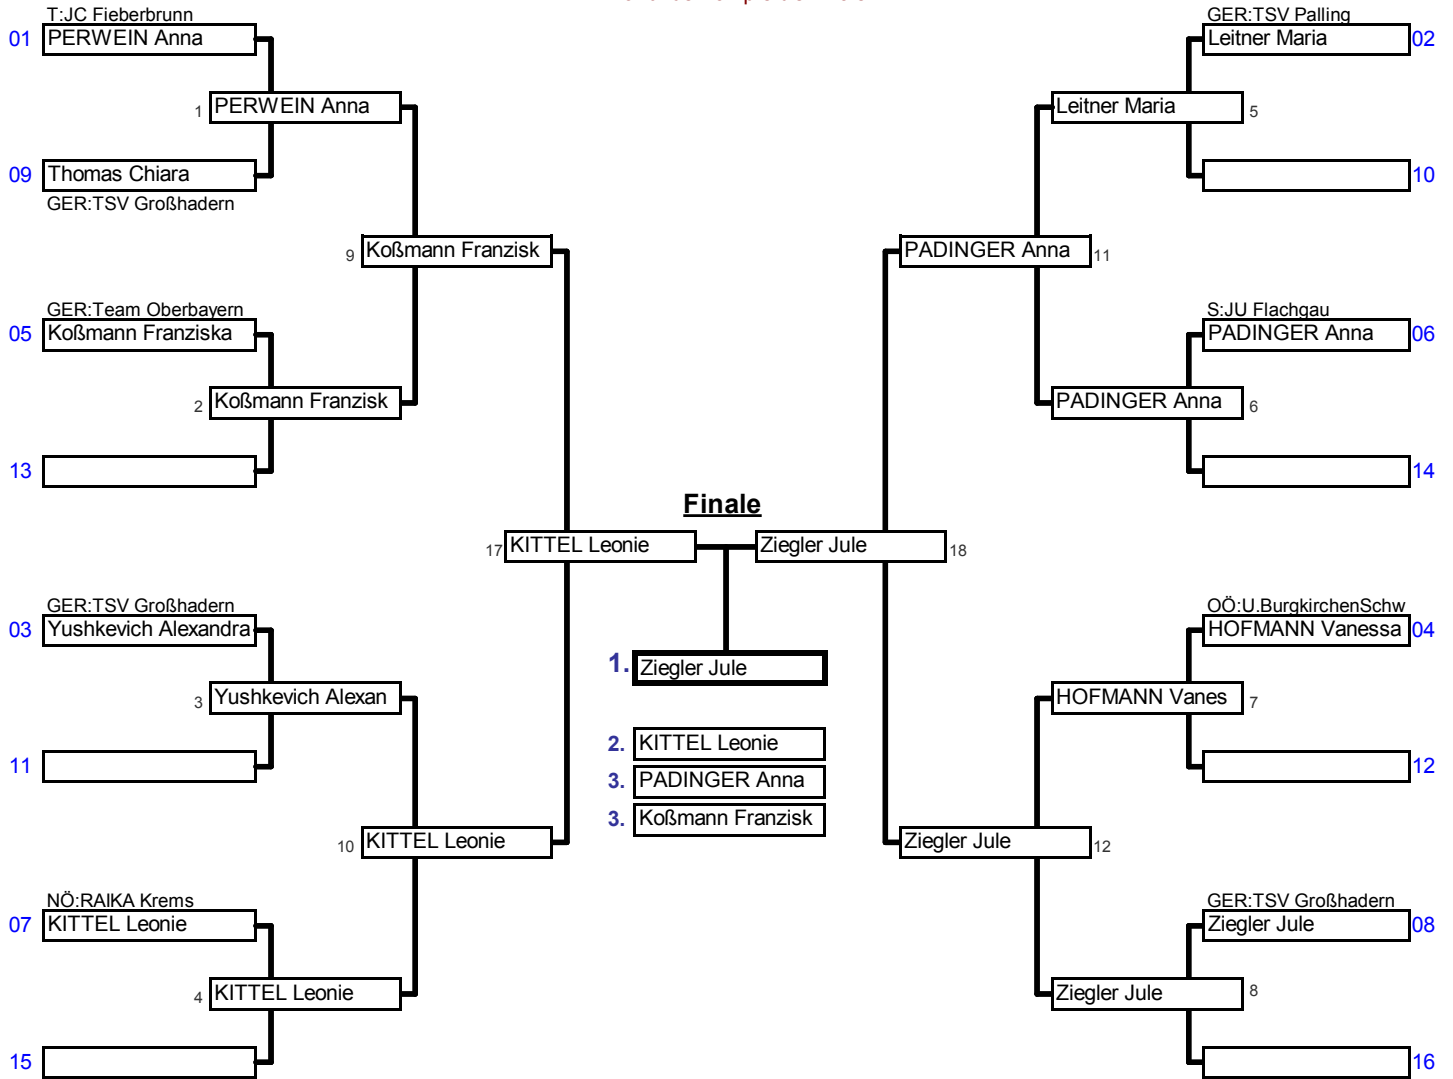 T:JC Fieberbrunn
01 PERWEIN Anna
1 PERWEIN Anna
09 Thomas Chiara
GER:TSV Großhadern
9 Koßmann Franzisk
GER:Team Oberbayern
05 Koßmann Franziska
2 Koßmann Franzisk
13
17 KITTEL Leonie
GER:TSV Großhadern
03 Yushkevich Alexandra
3 Yushkevich Alexan
11
10 KITTEL Leonie
NÖ:RAIKA Krems
07 KITTEL Leonie
4 KITTEL Leonie
15
Finale
1. Ziegler Jule
2. KITTEL Leonie
3. PADINGER Anna
3. Koßmann Franzisk
GER:TSV Palling
Leitner Maria 02
Leitner Maria 5
10
PADINGER Anna 11
S:JU Flachgau
PADINGER Anna 06
PADINGER Anna 6
14
Ziegler Jule 18
OÖ:U.BurgkirchenSchw
HOFMANN Vanessa 04
HOFMANN Vanes 7
12
Ziegler Jule 12
GER:TSV Großhadern
Ziegler Jule 08
Ziegler Jule 8
16